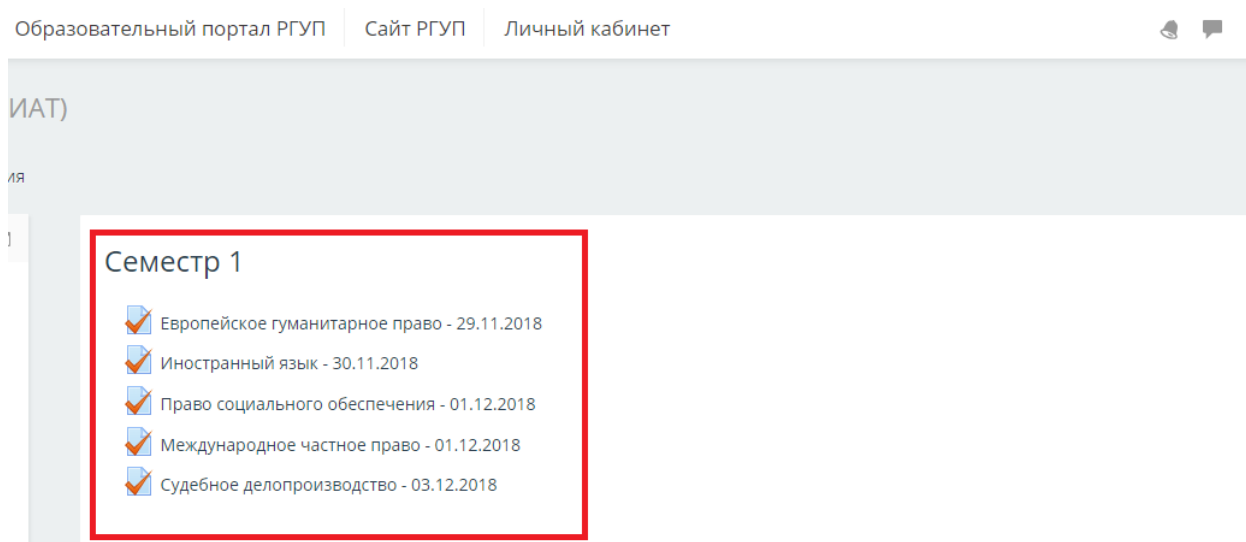 Образовательный портал РГУП Сайт РГУП Личный кабинет
ИАТ)
ия
Семестр 1
Европейское гуманитарное право - 29.11.2018
Иностранный язык - 30.11.2018
Право социального обеспечения - 01.12.2018
Международное частное право - 01.12.2018
Судебное делопроизводство - 03.12.2018